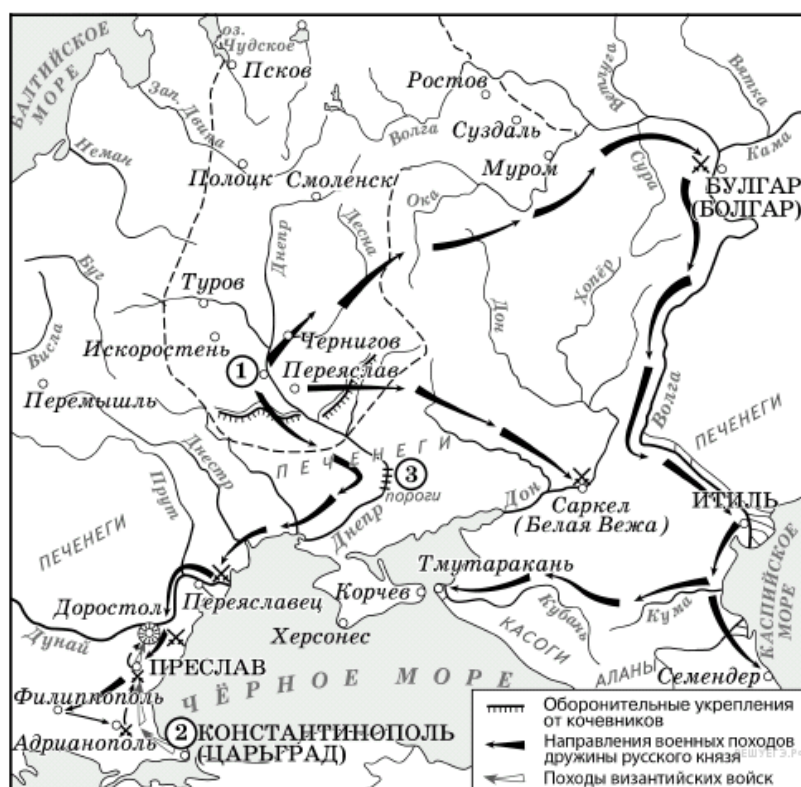 БАЛТИЙСКОЕ
МОРЕ
оз.
Чудское
Псков
Зап. Двина
Неман
Полоцк
Смоленск
Ростов
Суздаль
Волга
Муром
Ветлуга
Вятка
Кама
Сура
Ока
БУЛГАР
(БОЛГАР)
Буг
Висла
Туров
Днепр
Десна
Искоростень
Чернигов
1
Переяслав
Перемышль
Дон
Хопёр
Волга
ПЕЧЕНЕГИ
Днестр
Прут
ПЕЧЕНЕГИ
3
пороги
Днепр
Дон
Саркел
(Белая Вежа)
ИТИЛЬ
ПЕЧЕНЕГИ
Доростол
Переяславец
Дунай
Корчев
Херсонес
Тмутаракань
Кубань
Кума
КАСОГИ
АЛАНЫ
Семендер
КАСПИЙСКОЕ
МОРЕ
ПРЕСЛАВ
ЧЁРНОЕ МОРЕ
Филиппополь
Адрианополь
2
КОНСТАНТИНОПОЛЬ
(ЦАРЬГРАД)
Оборонительные укрепления
от кочевников
Направления военных походов
дружины русского князя
Походы византийских войск